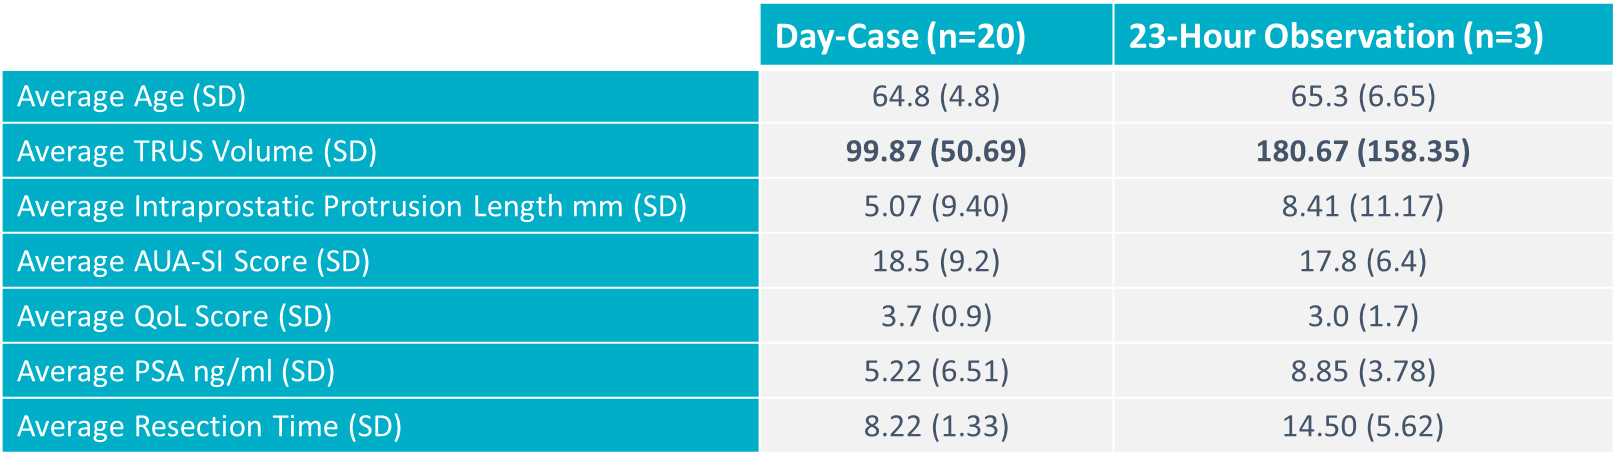 Day-Case (n=20) 23-Hour Observation (n=3)
Average Age (SD) 64.8 (4.8) 65.3 (6.65)
Average TRUS Volume (SD) 99.87 (50.69) 180.67 (158.35)
Average Intraprostatic Protrusion Length mm (SD) 5.07 (9.40) 8.41 (11.17)
Average AUA-SI Score (SD) 18.5 (9.2) 17.8 (6.4)
Average QoL Score (SD) 3.7 (0.9) 3.0 (1.7)
Average PSA ng/ml (SD) 5.22 (6.51) 8.85 (3.78)
Average Resection Time (SD) 8.22 (1.33) 14.50 (5.62)